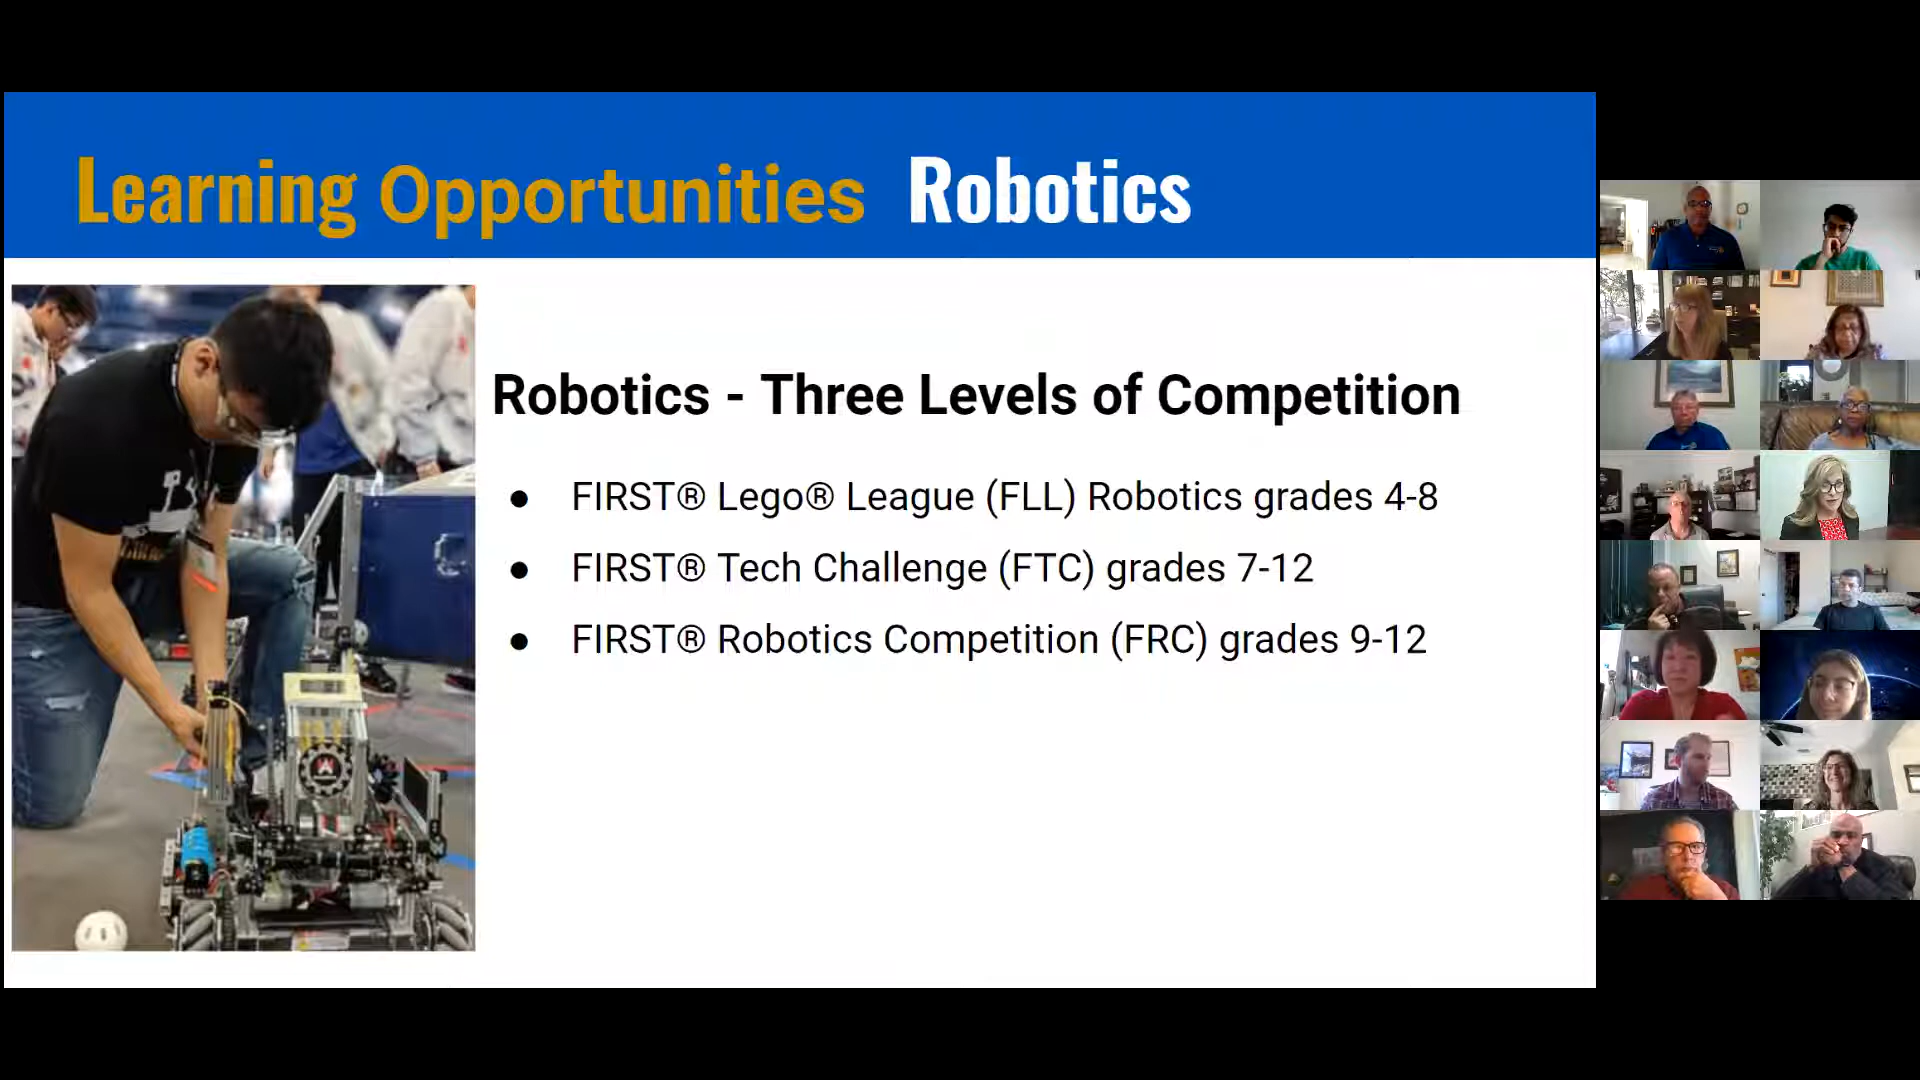 Learning Opportunities Robotics
Robotics - Three Levels of Competition
● FIRST® Lego® League (FLL) Robotics grades 4-8
● FIRST® Tech Challenge (FTC) grades 7-12
● FIRST® Robotics Competition (FRC) grades 9-12